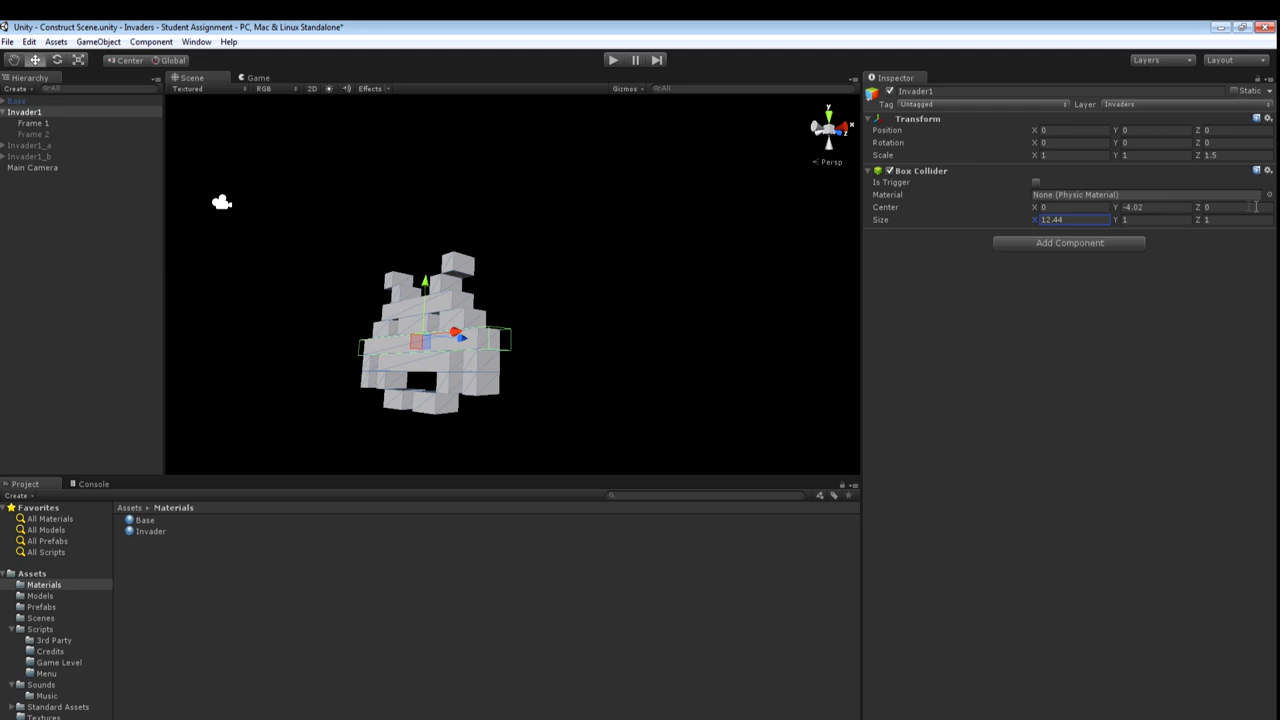 Unity - Construct Scene.unity - Invaders - Student Assignment - PC, Mac & Linux Standalone*
File Edit Assets GameObject Component Window Help
Center Global Layers Layout
Hierarchy Scene Game Inspector
Create All Textured RGB 2D Effects Gizmos All Invader1 Static
Base
Tag Untagged Layer Invaders
Invader1
Transform
Frame 1
Position X 0 Y 0 Z 0
Frame 2
Rotation X 0 Y 0 Z 0
Invader1_a
Scale X 1 Y 1 Z 1.5
Invader1_b
Main Camera
Box Collider
Is Trigger
Material None (Physic Material)
Center X 0 Y -4.02 Z 0
Size X 12.44 Y 1 Z 1
Add Component
y
x
z
Persp
Project Console
Create
Favorites
All Materials
All Models
All Prefabs
All Scripts
Assets
Materials
Models
Prefabs
Scenes
Scripts
3rd Party
Credits
Game Level
Menu
Sounds
Music
Standard Assets
Textures
Assets Materials
Base
Invader